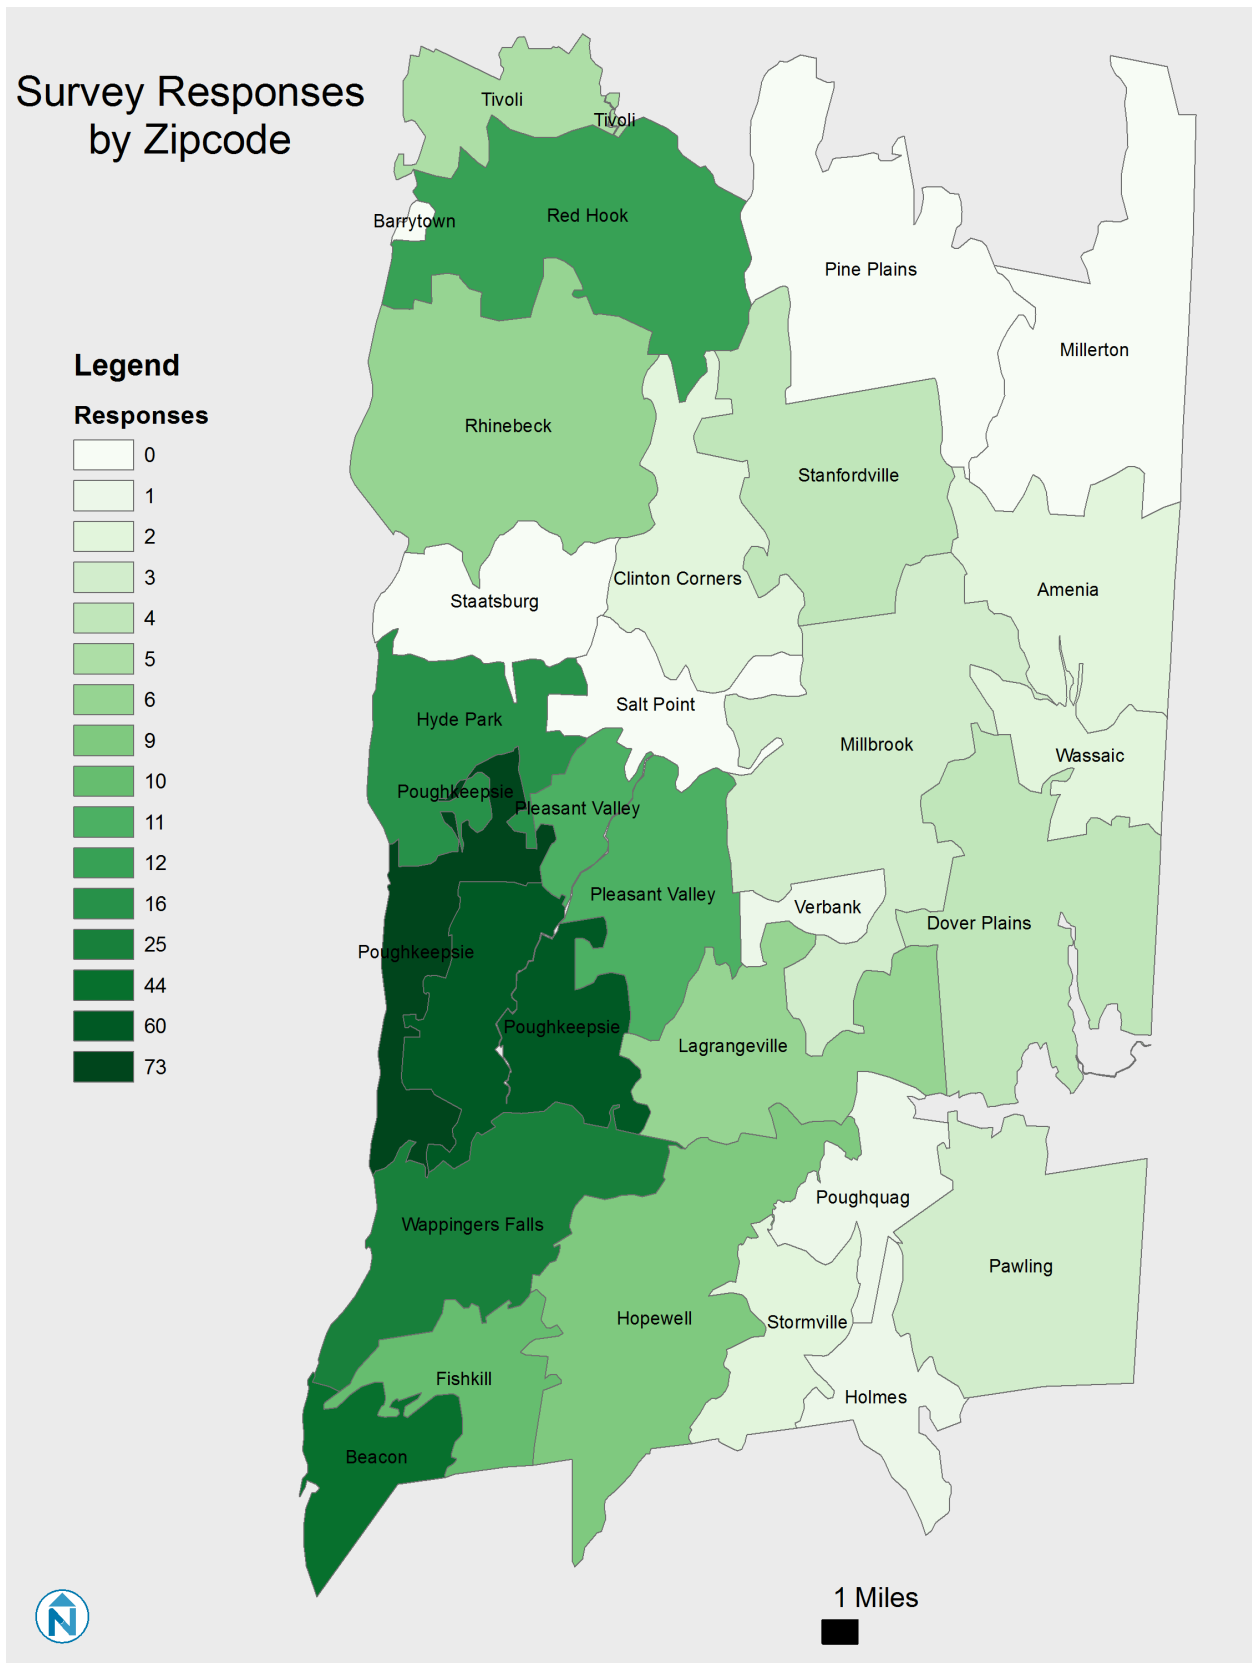 Survey Responses
by Zipcode
Tivoli
Tivoli
Barrytown
Red Hook
Pine Plains
Millerton
Legend
Responses
0
1
2
3
4
5
6
9
10
11
12
16
25
44
60
73
Rhinebeck
Stanfordville
Clinton Corners
Amenia
Staatsburg
Salt Point
Hyde Park
Millbrook
Wassaic
Poughkeepsie
Pleasant Valley
Pleasant Valley
Verbank
Dover Plains
Poughkeepsie
Poughkeepsie
Lagrangeville
Poughquag
Wappingers Falls
Pawling
Hopewell
Stormville
Fishkill
Holmes
Beacon
N
1 Miles